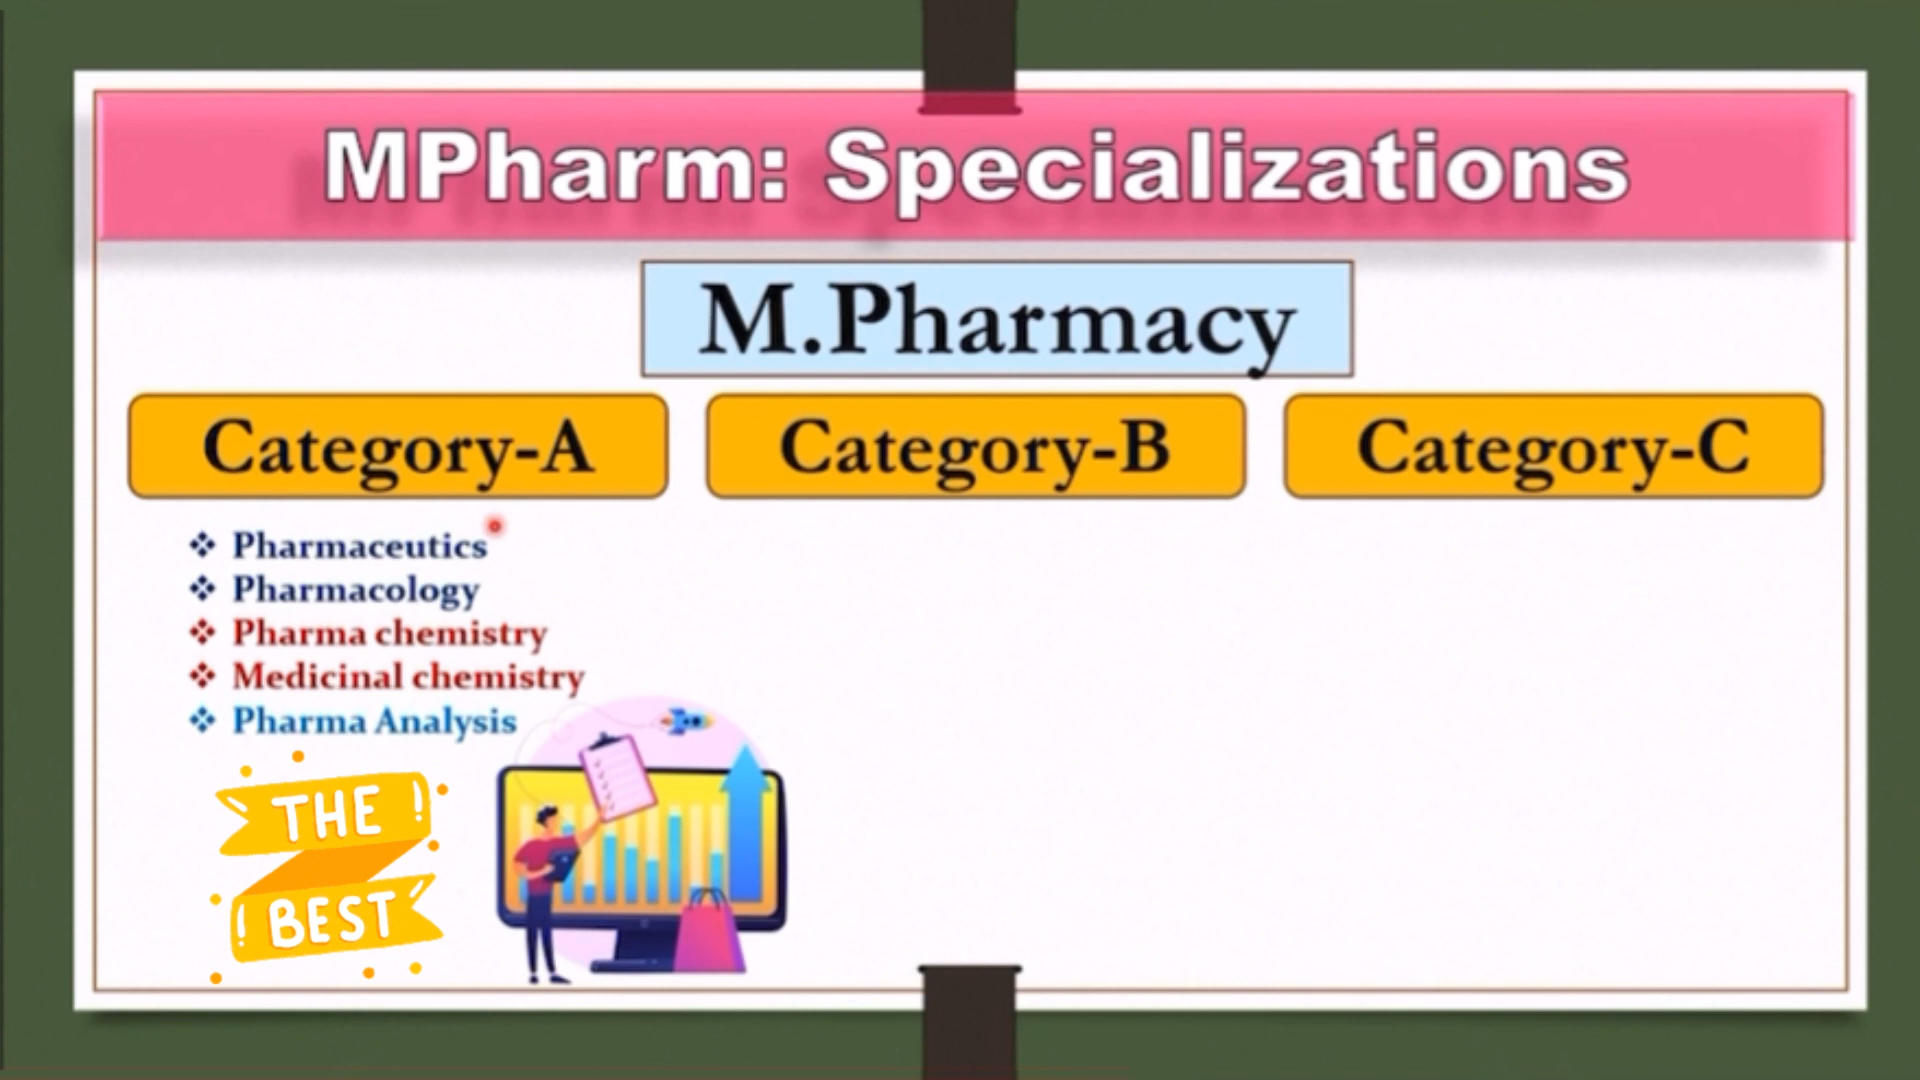 MPharm: Specializations
M.Pharmacy
Category-A
Category-B
Category-C
❖ Pharmaceutics
❖ Pharmacology
❖ Pharma chemistry
❖ Medicinal chemistry
❖ Pharma Analysis
THE !
! BEST